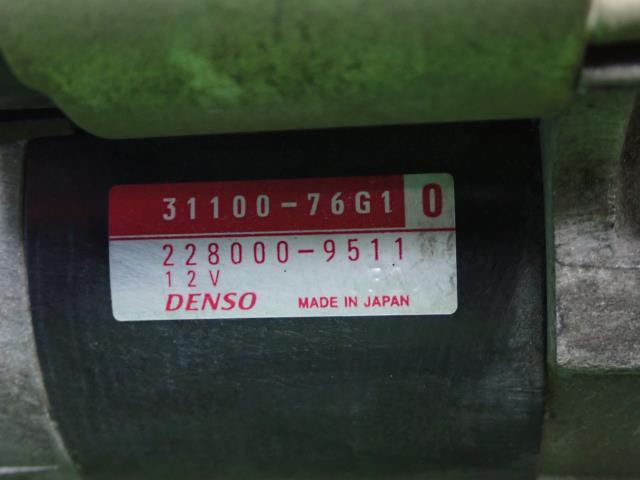 31100-76G1 0
228000-9511
12V
DENSO MADE IN JAPAN